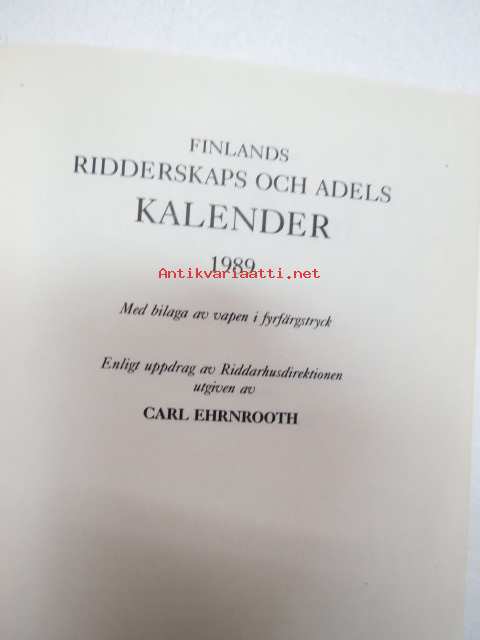 FINLANDS
RIDDERSKAPS OCH ADELS
KALENDER
1989
Antikvariaatti.net
Med bilaga av vapen i fyrfärgstryck
Enligt uppdrag av Riddarhusdirektionen
utgiven av
CARL EHRNROOTH